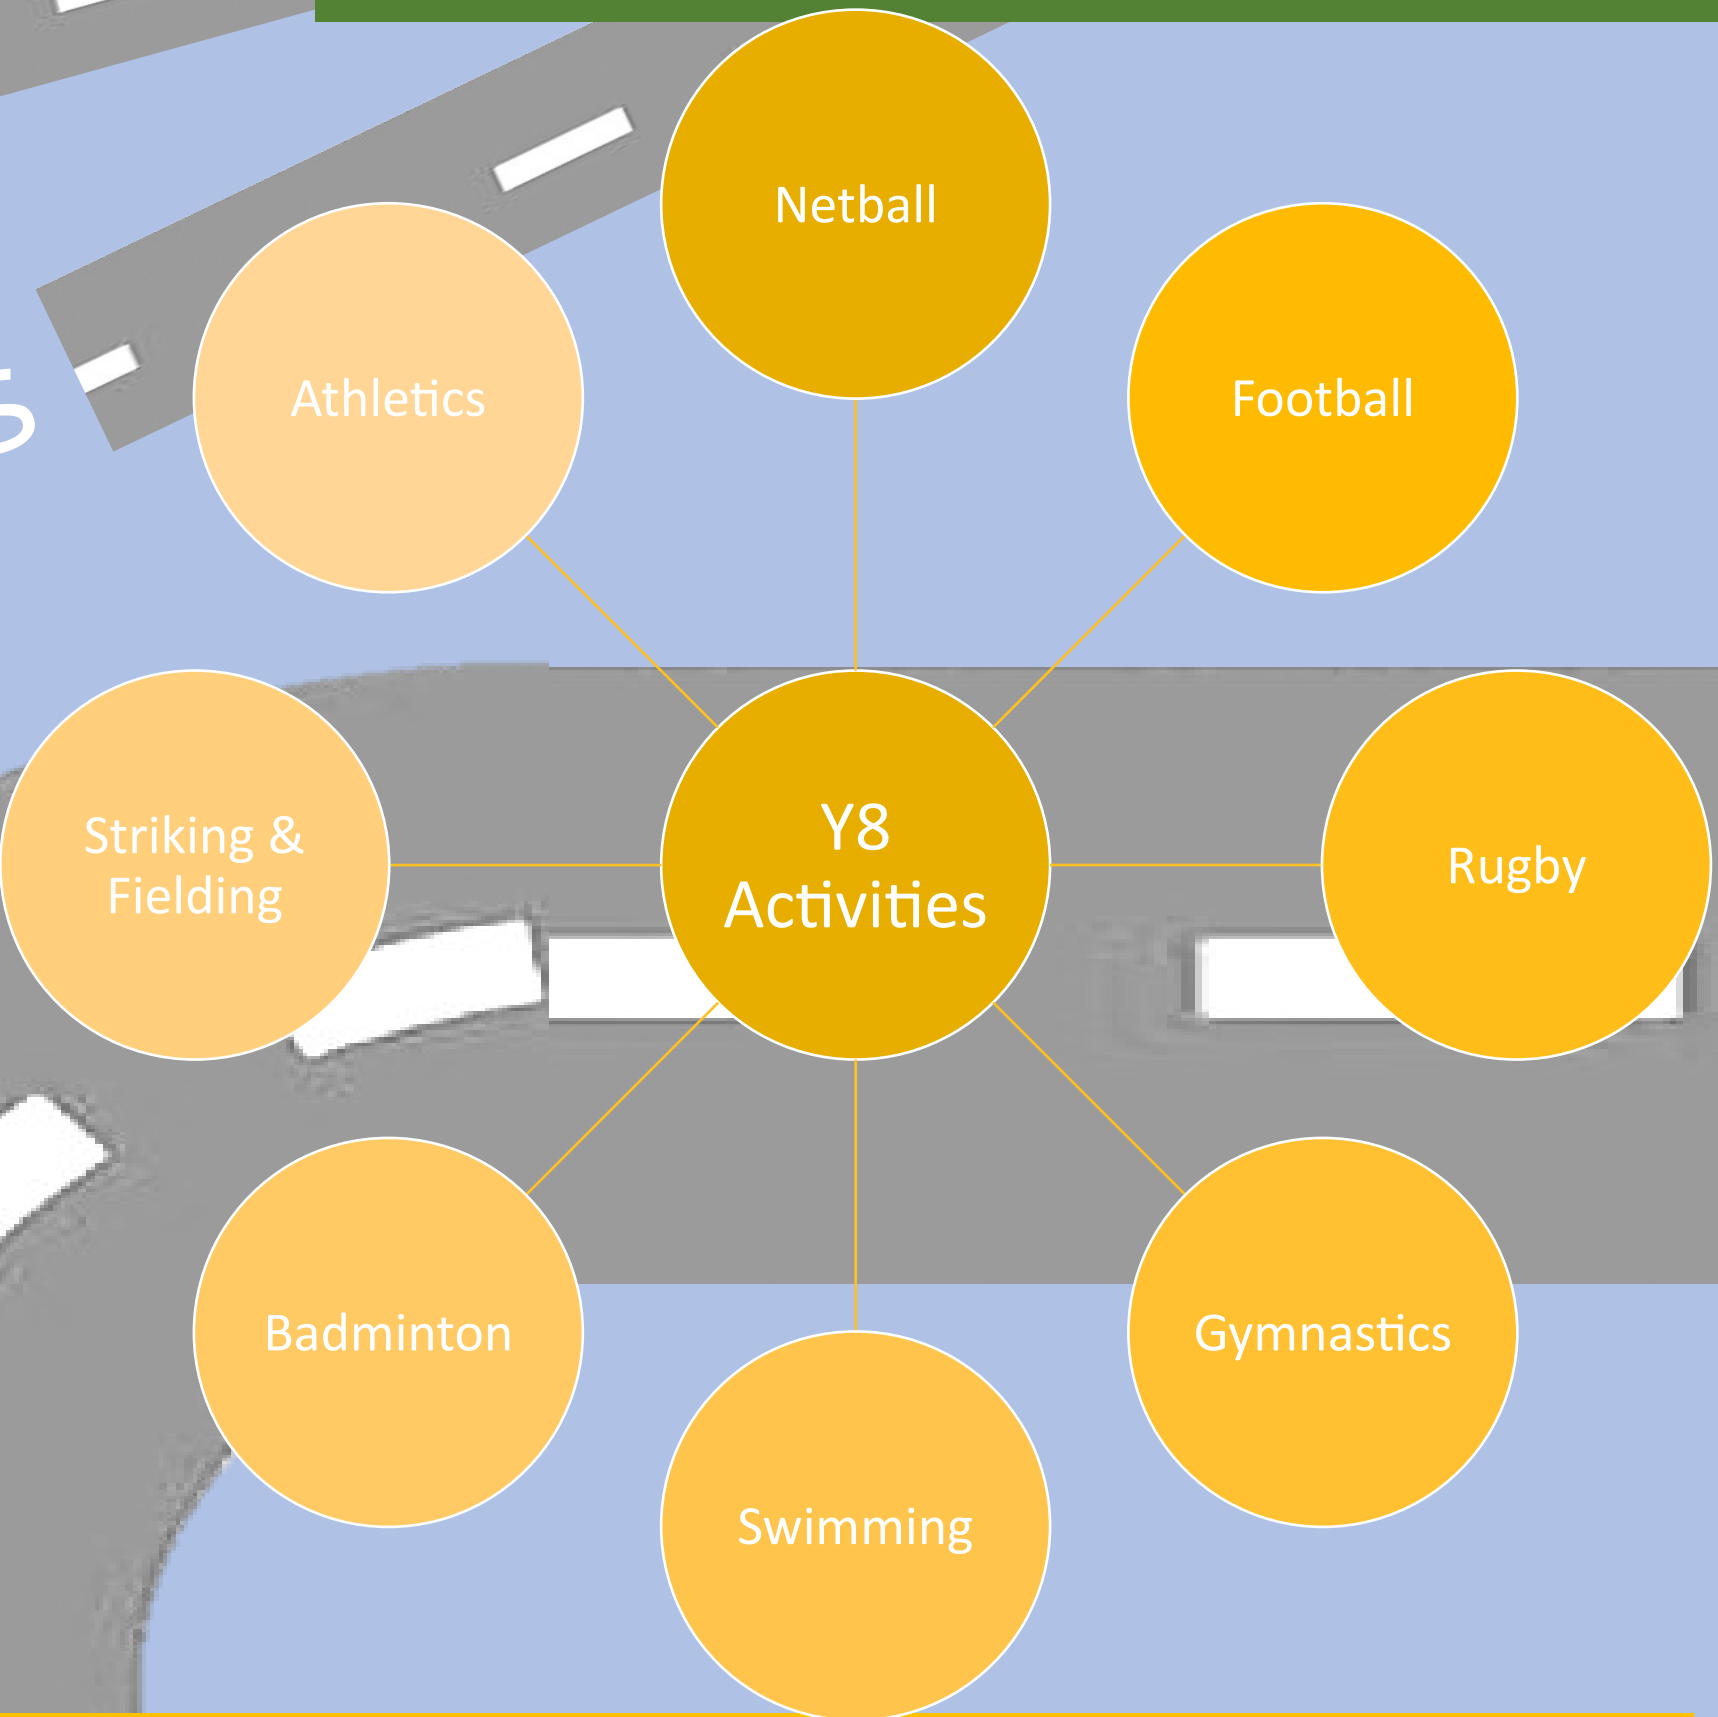 Netball
Football
Rugby
Gymnastics
Swimming
Badminton
Striking &
Fielding
Athletics
Y8
Activities